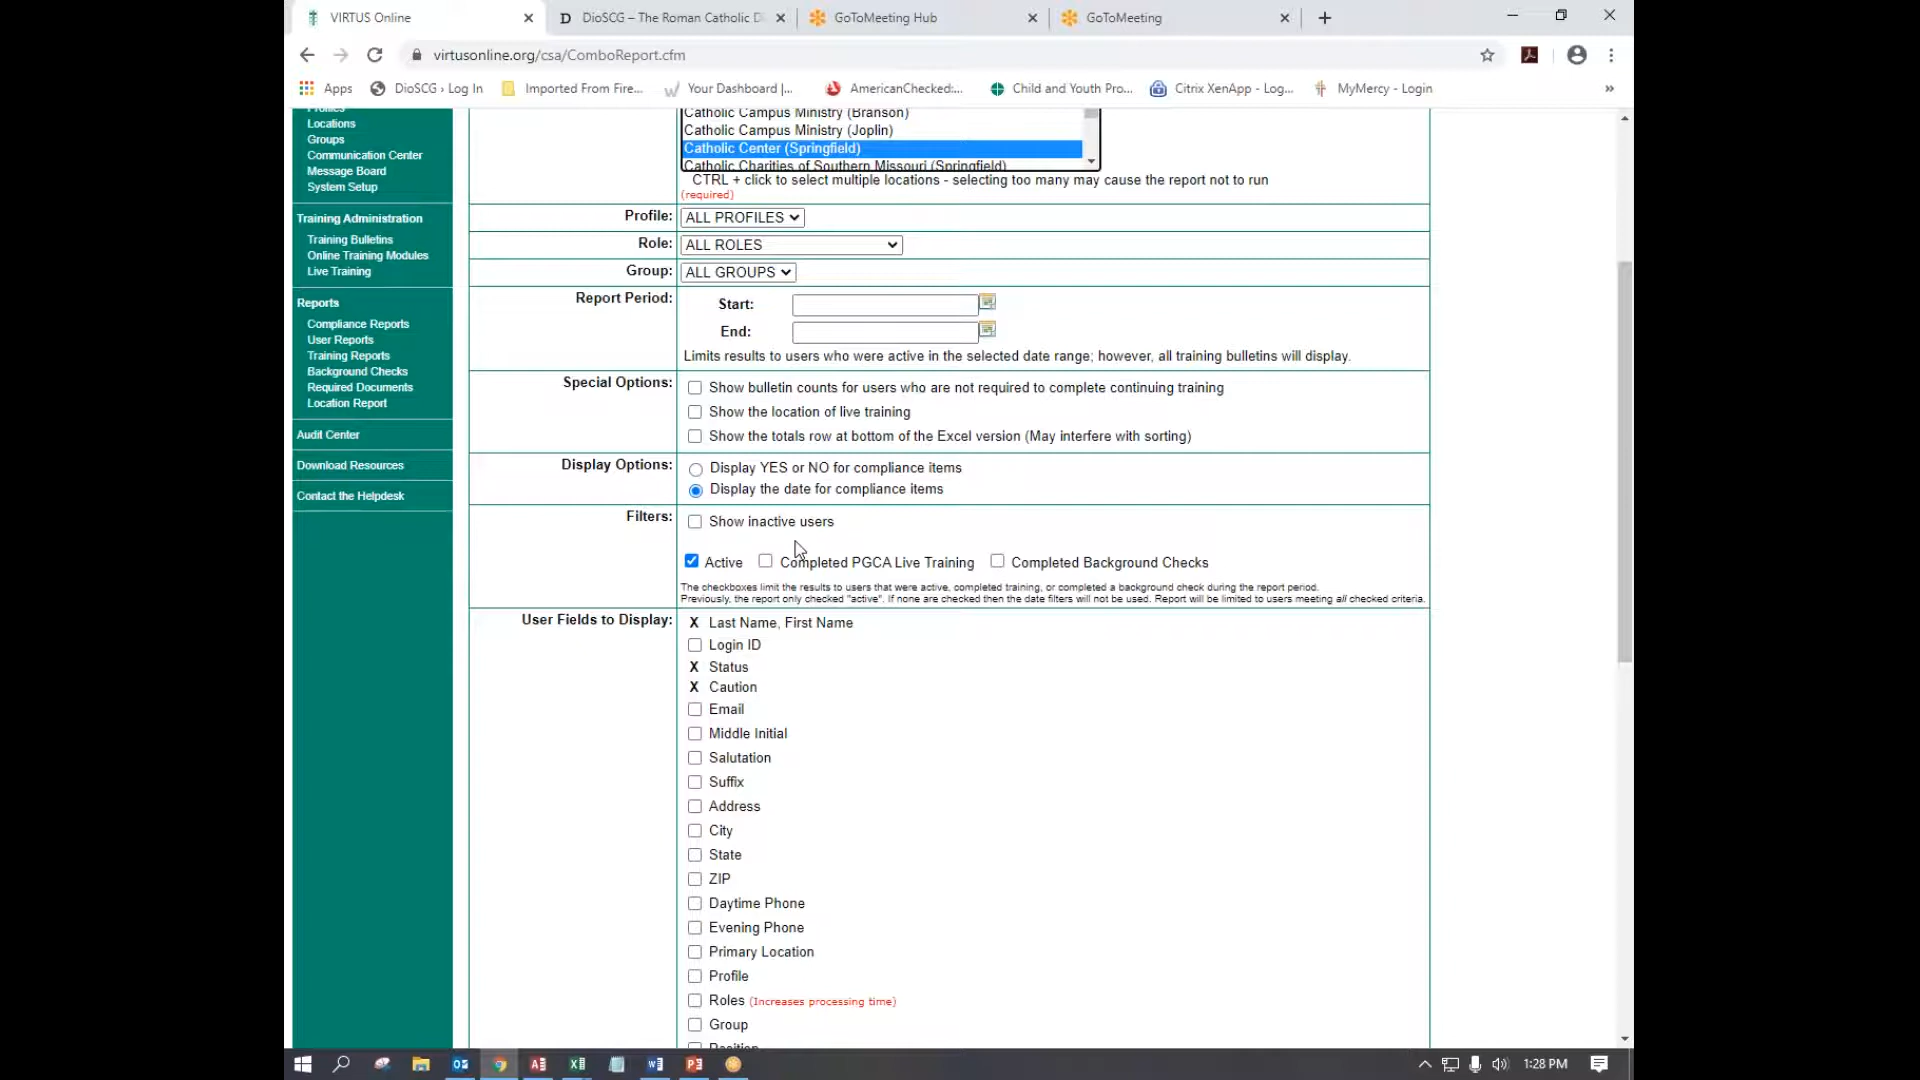 VIRTUS Online
DioSCG – The Roman Catholic Di
GoToMeeting Hub
GoToMeeting
virtusonline.org/csa/ComboReport.cfm
Apps
DioSCG › Log In
Imported From Fire...
Your Dashboard |...
AmericanChecked:...
Child and Youth Pro...
Citrix XenApp - Log...
MyMercy - Login
»
Profiles
Locations
Groups
Communication Center
Message Board
System Setup
Training Administration
Training Bulletins
Online Training Modules
Live Training
Reports
Compliance Reports
User Reports
Training Reports
Background Checks
Required Documents
Location Report
Audit Center
Download Resources
Contact the Helpdesk
Catholic Campus Ministry (Branson)
Catholic Campus Ministry (Joplin)
Catholic Center (Springfield)
Catholic Charities of Southern Missouri (Springfield)
CTRL + click to select multiple locations - selecting too many may cause the report not to run
(required)
Profile: ALL PROFILES
Role: ALL ROLES
Group: ALL GROUPS
Report Period: Start:
End:
Limits results to users who were active in the selected date range; however, all training bulletins will display.
Special Options: Show bulletin counts for users who are not required to complete continuing training
Show the location of live training
Show the totals row at bottom of the Excel version (May interfere with sorting)
Display Options: Display YES or NO for compliance items
Display the date for compliance items
Filters: Show inactive users
Active Completed PGCA Live Training Completed Background Checks
The checkboxes limit the results to users that were active, completed training, or completed a background check during the report period.
Previously, the report only checked "active". If none are checked then the date filters will not be used. Report will be limited to users meeting all checked criteria.
User Fields to Display: X Last Name, First Name
Login ID
X Status
X Caution
Email
Middle Initial
Salutation
Suffix
Address
City
State
ZIP
Daytime Phone
Evening Phone
Primary Location
Profile
Roles (Increases processing time)
Group
Position
1:28 PM